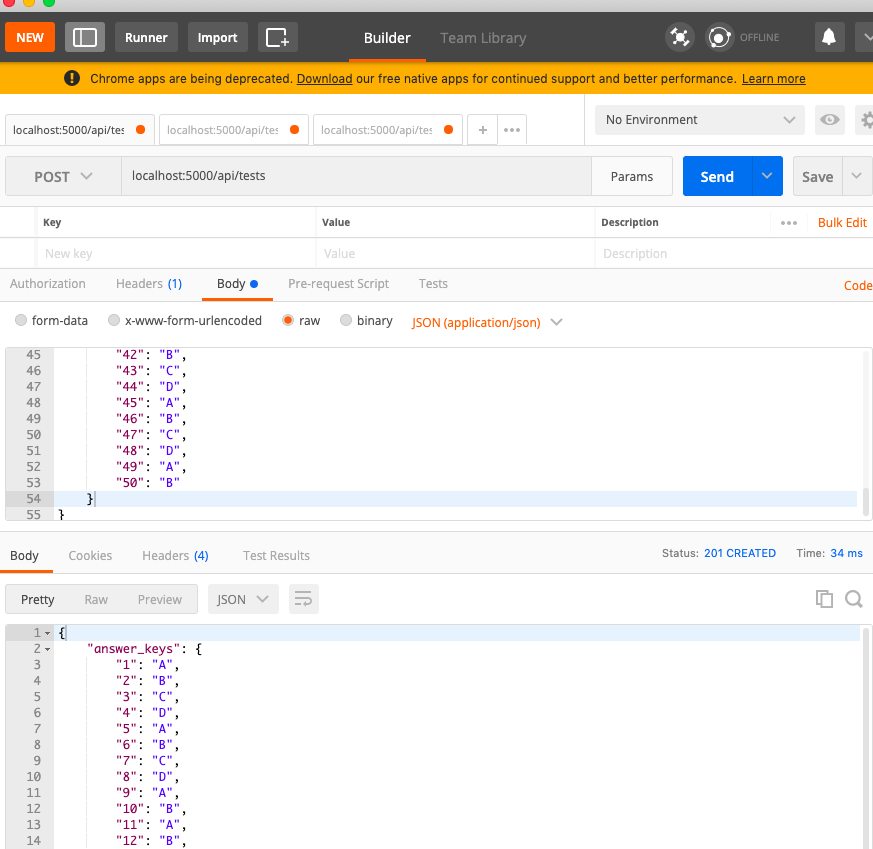 NEW Runner Import Builder Team Library OFFLINE
Chrome apps are being deprecated. Download our free native apps for continued support and better performance. Learn more
localhost:5000/api/tes localhost:5000/api/tes localhost:5000/api/tes + ••• No Environment
POST localhost:5000/api/tests Params Send Save
Key Value Description ••• Bulk Edit
New key Value Description
Authorization Headers (1) Body Pre-request Script Tests Code
form-data x-www-form-urlencoded raw binary JSON (application/json)
45 "42": "B",
46 "43": "C",
47 "44": "D",
48 "45": "A",
49 "46": "B",
50 "47": "C",
51 "48": "D",
52 "49": "A",
53 "50": "B"
54 }
55 }
Body Cookies Headers (4) Test Results Status: 201 CREATED Time: 34 ms
Pretty Raw Preview JSON
1 {
2 "answer_keys": {
3 "1": "A",
4 "2": "B",
5 "3": "C",
6 "4": "D",
7 "5": "A",
8 "6": "B",
9 "7": "C",
10 "8": "D",
11 "9": "A",
12 "10": "B",
13 "11": "A",
14 "12": "B",